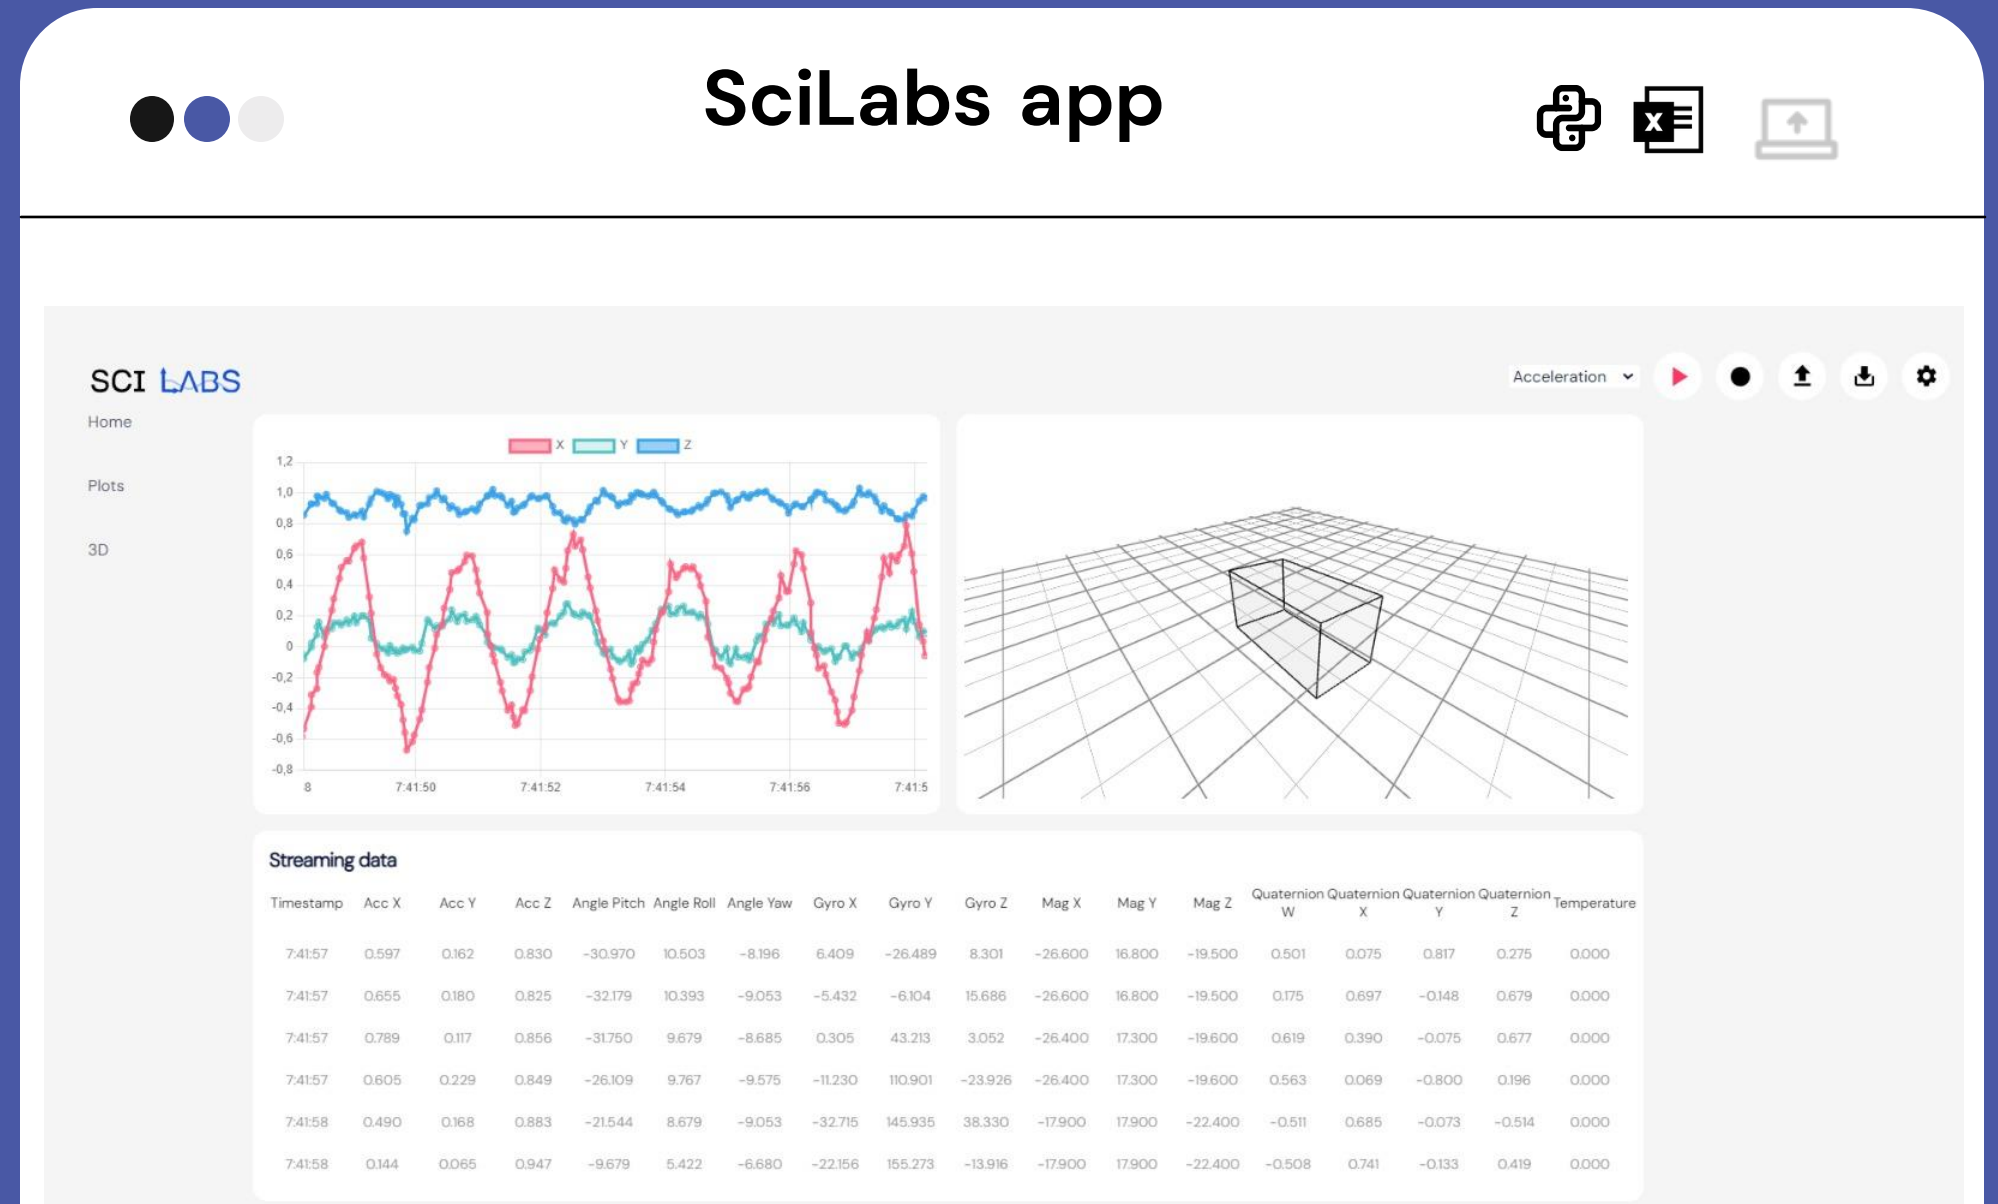 SciLabs app
SCI LABS
Acceleration
Home
Plots
3D
X Y Z
1,2
1,0
0,8
0,6
0,4
0,2
0
-0,2
-0,4
-0,6
-0,8
8 7:41:50 7:41:52 7:41:54 7:41:56 7:41:5
Streaming data
Timestamp Acc X Acc Y Acc Z Angle Pitch Angle Roll Angle Yaw Gyro X Gyro Y Gyro Z Mag X Mag Y Mag Z Quaternion W Quaternion X Quaternion Y Quaternion Z Temperature
7:41:57 0.597 0.162 0.830 -30.970 10.503 -8.196 6.409 -26.489 8.301 -26.600 16.800 -19.500 0.501 0.075 0.817 0.275 0.000
7:41:57 0.655 0.180 0.825 -32.179 10.393 -9.053 -5.432 -6.104 15.686 -26.600 16.800 -19.500 0.175 0.697 -0.148 0.679 0.000
7:41:57 0.789 0.117 0.856 -31.750 9.679 -8.685 0.305 43.213 3.052 -26.400 17.300 -19.600 0.619 0.390 -0.075 0.677 0.000
7:41:57 0.605 0.229 0.849 -26.109 9.767 -9.575 -11.230 110.901 -23.926 -26.400 17.300 -19.600 0.563 0.069 -0.800 0.196 0.000
7:41:58 0.490 0.168 0.883 -21.544 8.679 -9.053 -32.715 145.935 38.330 -17.900 17.900 -22.400 -0.511 0.685 -0.073 -0.514 0.000
7:41:58 0.144 0.065 0.947 -9.679 5.422 -6.680 -22.156 155.273 -13.916 -17.900 17.900 -22.400 -0.508 0.741 -0.133 0.419 0.000